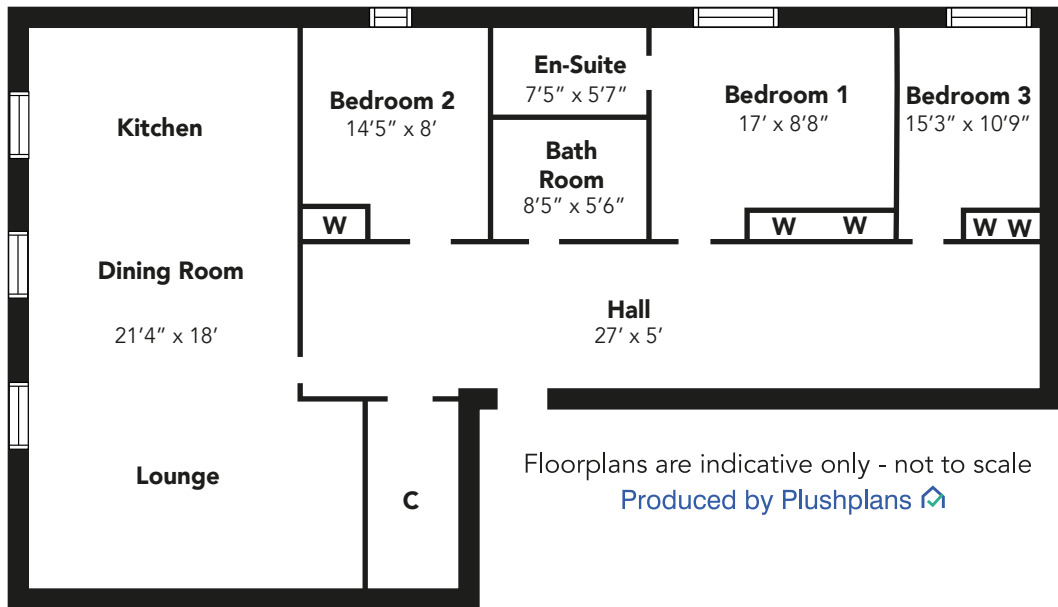 Kitchen
Dining Room
21'4” x 18'
Lounge
Bedroom 2
14'5” x 8'
W
En-Suite
7'5” x 5'7”
Bath
Room
8'5” x 5'6”
Bedroom 1
17' x 8'8”
W W
Bedroom 3
15'3” x 10'9”
W W
Hall
27' x 5'
C
Floorplans are indicative only - not to scale
Produced by Plushplans